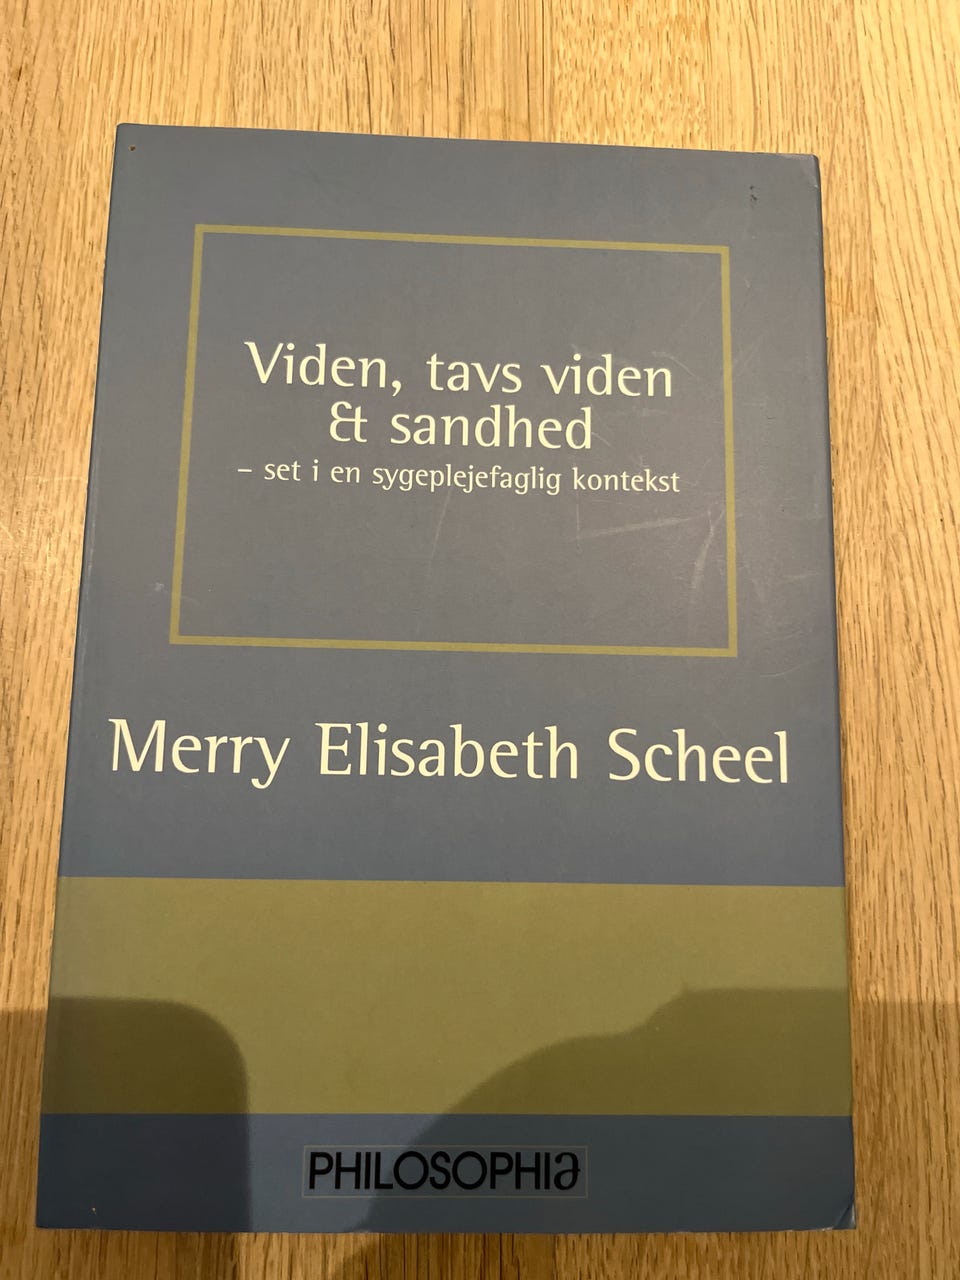 Viden, tavs viden
& sandhed
– set i en sygeplejefaglig kontekst
Merry Elisabeth Scheel
PHILOSOPHIA